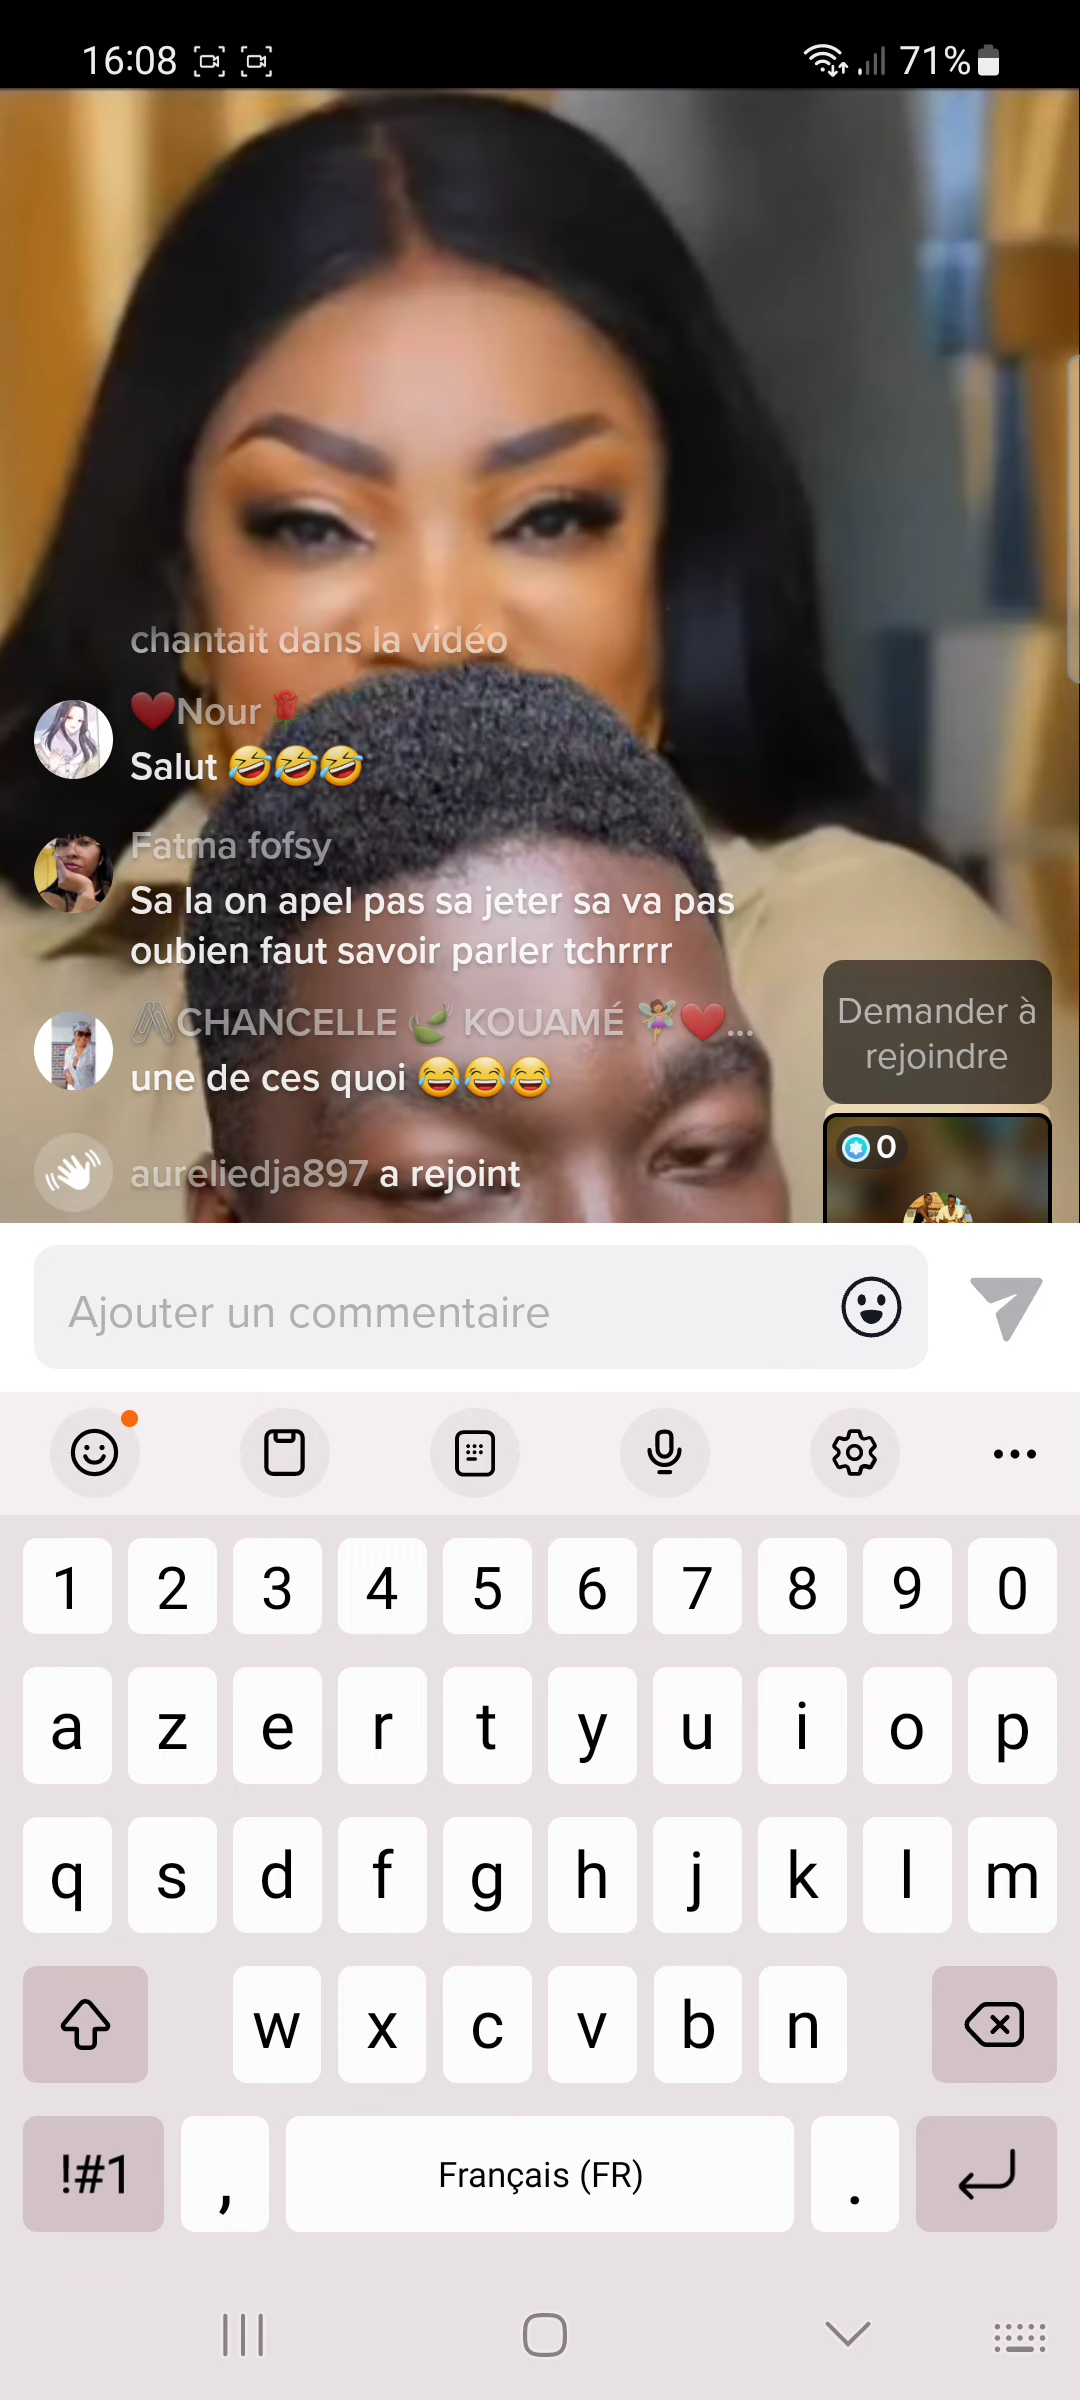 16:08 71%
chantait dans la vidéo
❤️Nour🌹
Salut 🤣🤣🤣
Fatma fofsy
Sa la on apel pas sa jeter sa va pas
oubien faut savoir parler tchrrrr
🖇CHANCELLE 🍃 KOUAMÉ 🧚🏽‍♀️❤️...
une de ces quoi 😂😂😂
Demander à
rejoindre
0
aureliedja897 a rejoint
Ajouter un commentaire
1 2 3 4 5 6 7 8 9 0
a z e r t y u i o p
q s d f g h j k l m
w x c v b n
!#1 , Français (FR) .